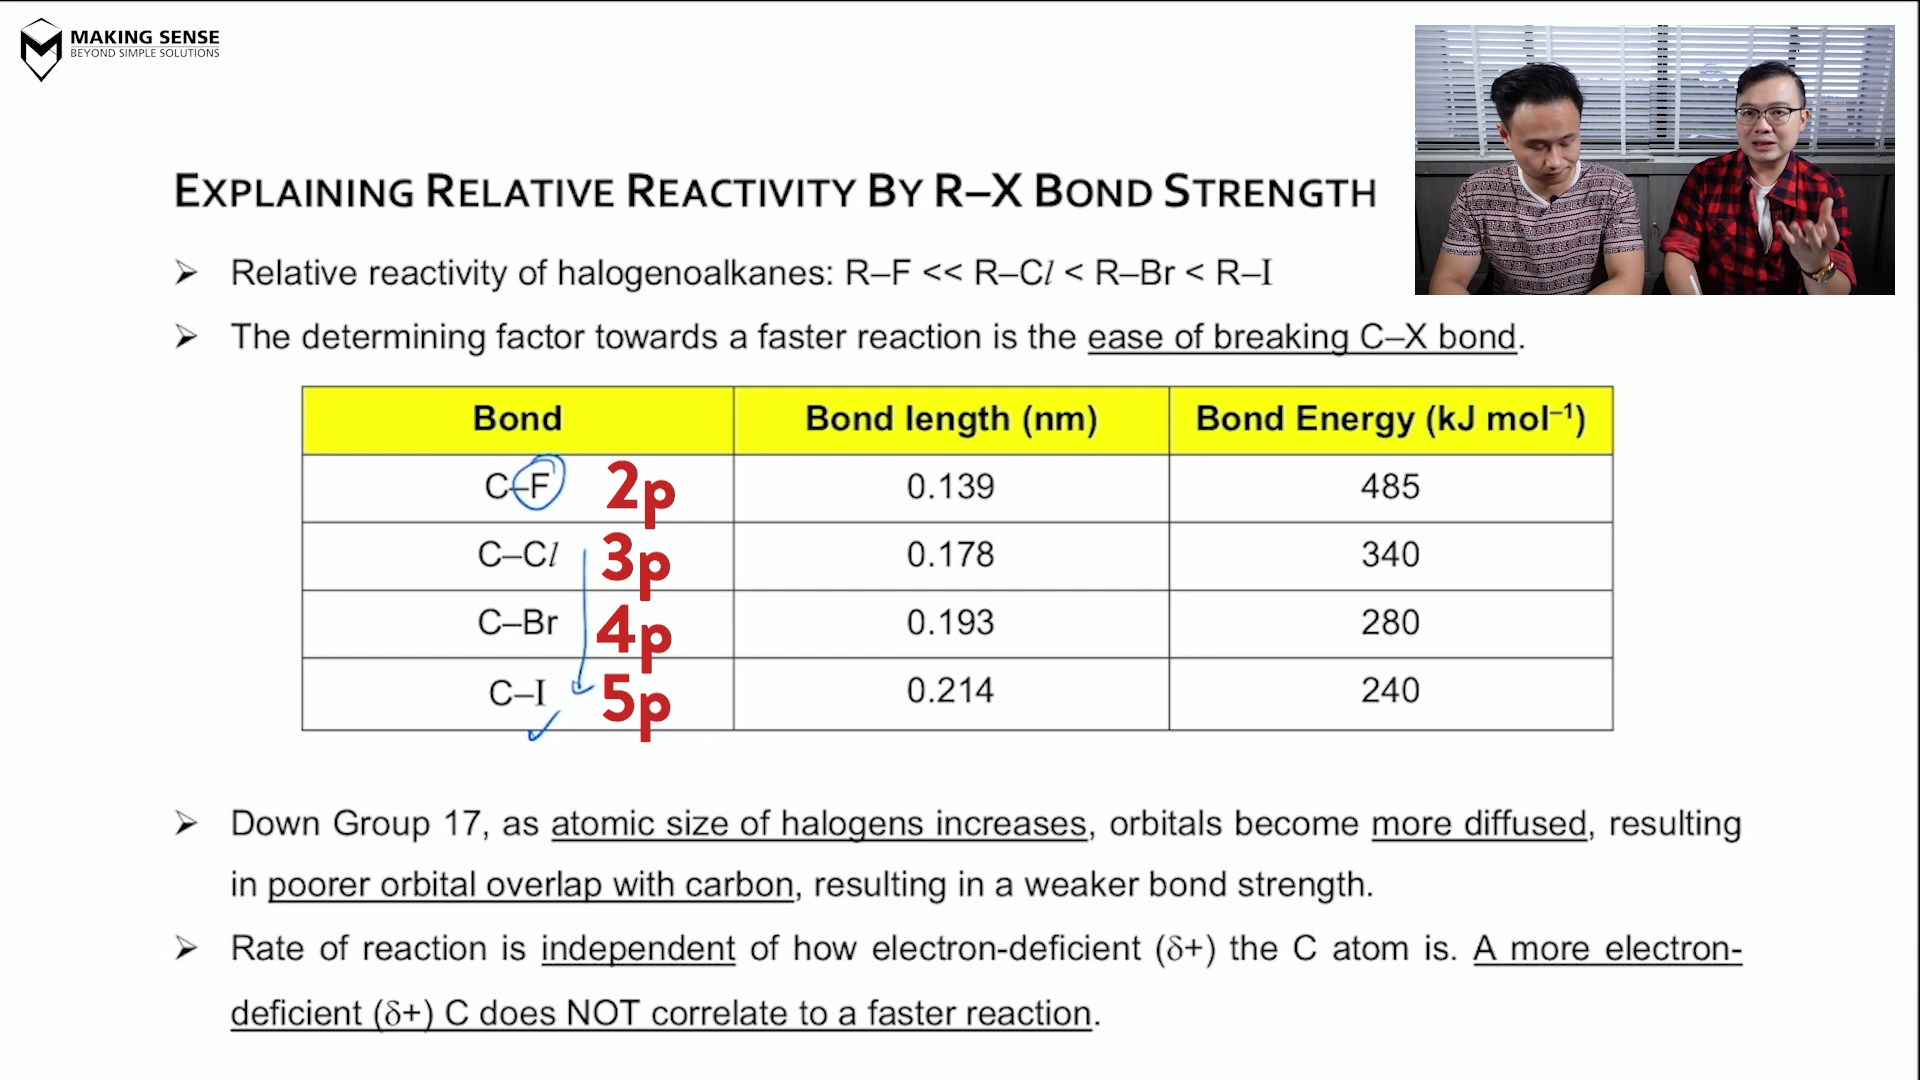 MAKING SENSE
BEYOND SIMPLE SOLUTIONS
EXPLAINING RELATIVE REACTIVITY BY R–X BOND STRENGTH
➢ Relative reactivity of halogenoalkanes: R–F << R–Cl < R–Br < R–I
➢ The determining factor towards a faster reaction is the ease of breaking C–X bond.
Bond Bond length (nm) Bond Energy (kJ mol⁻¹)
C–F 2p 0.139 485
C–Cl 3p 0.178 340
C–Br 4p 0.193 280
C–I 5p 0.214 240
➢ Down Group 17, as atomic size of halogens increases, orbitals become more diffused, resulting
in poorer orbital overlap with carbon, resulting in a weaker bond strength.
➢ Rate of reaction is independent of how electron-deficient (δ+) the C atom is. A more electron-
deficient (δ+) C does NOT correlate to a faster reaction.